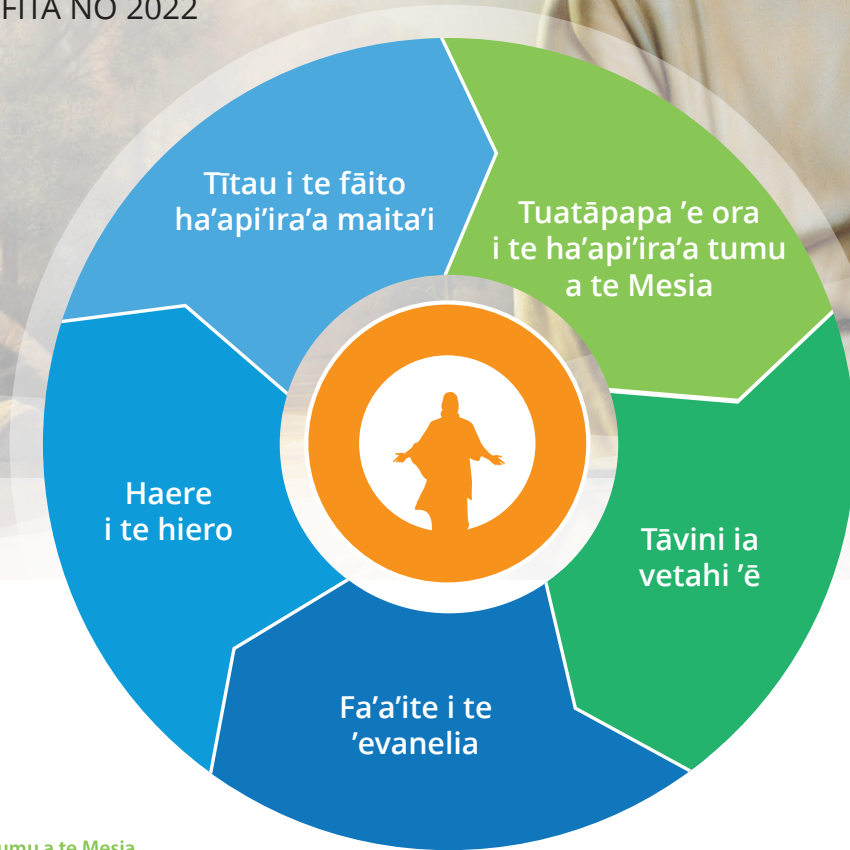 FITA NO 2022
Tītau i te fāito
ha’api’ira’a maita’i
Tuatāpapa ’e ora
i te ha’api’ira’a tumu
a te Mesia
Haere
i te hiero
Tāvini ia
vetahi ’ē
Fa’a’ite i te
’evanelia
umu a te Mesia